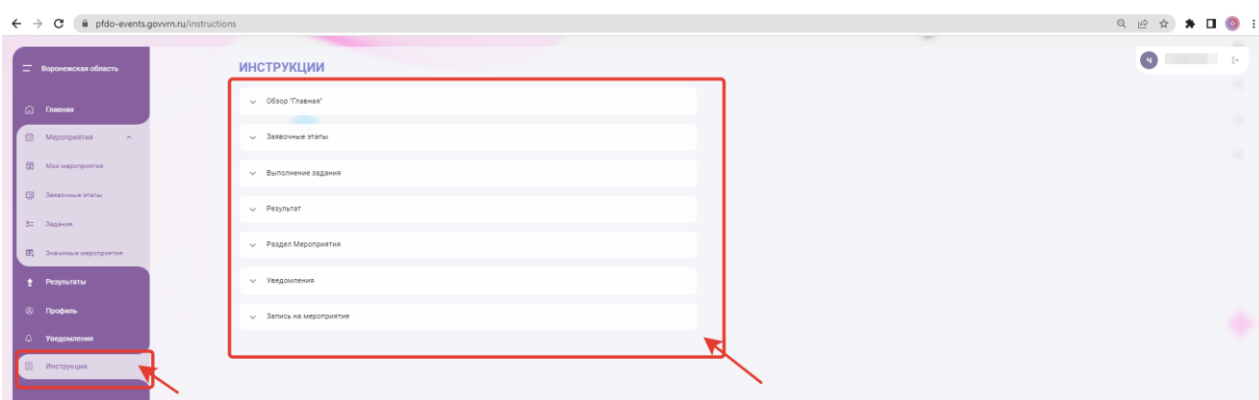 pfdo-events.govvrn.ru/instructions
Воронежская область
Главная
Мероприятия
Мои мероприятия
Заявочные этапы
Задания
Значимые мероприятия
Результаты
Профиль
Уведомления
Инструкции
ИНСТРУКЦИИ
Обзор "Главная"
Заявочные этапы
Выполнение задания
Результат
Раздел Мероприятия
Уведомления
Запись на мероприятие
Ч